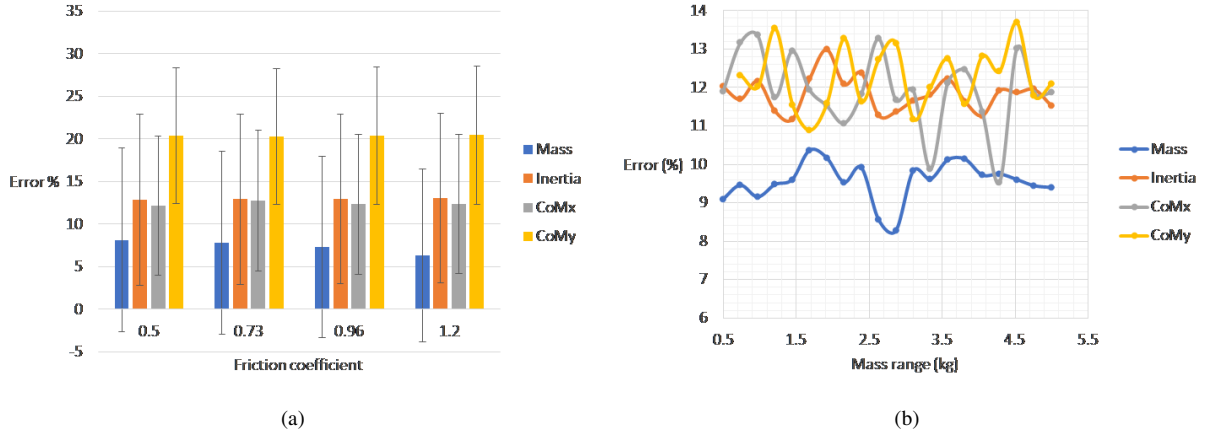 35
30
25
20
15
10
5
0
-5
Error %
0.5 0.73 0.96 1.2
Friction coefficient
Mass
Inertia
CoMx
CoMy
(a)
14
13
12
11
10
9
8
7
6
Error (%)
0.5 1.5 2.5 3.5 4.5 5.5
Mass range (kg)
Mass
Inertia
CoMx
CoMy
(b)